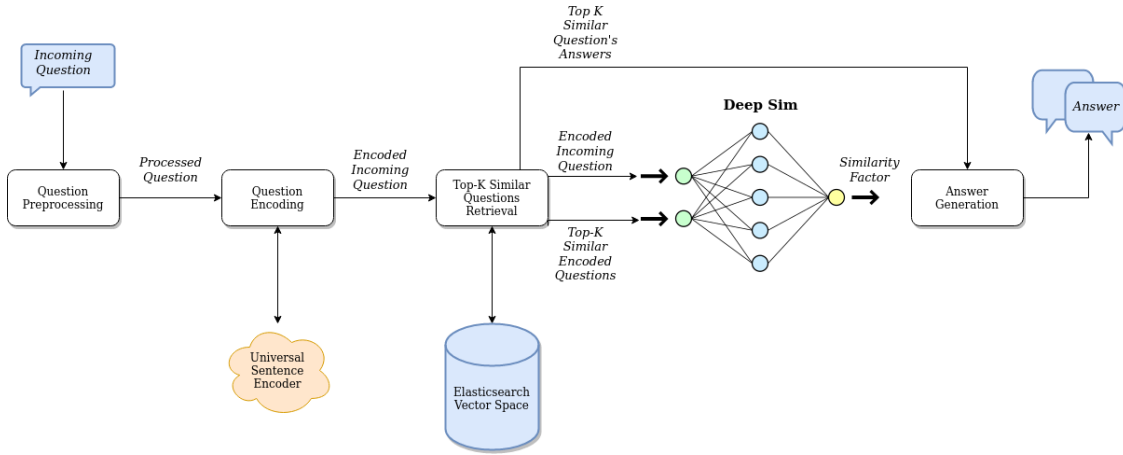 Incoming
Question
Question
Preprocessing
Processed
Question
Question
Encoding
Universal
Sentence
Encoder
Encoded
Incoming
Question
Top-K Similar
Questions
Retrieval
Elasticsearch
Vector Space
Top K
Similar
Question's
Answers
Encoded
Incoming
Question
Top-K
Similar
Encoded
Questions
Deep Sim
Similarity
Factor
Answer
Generation
Answer